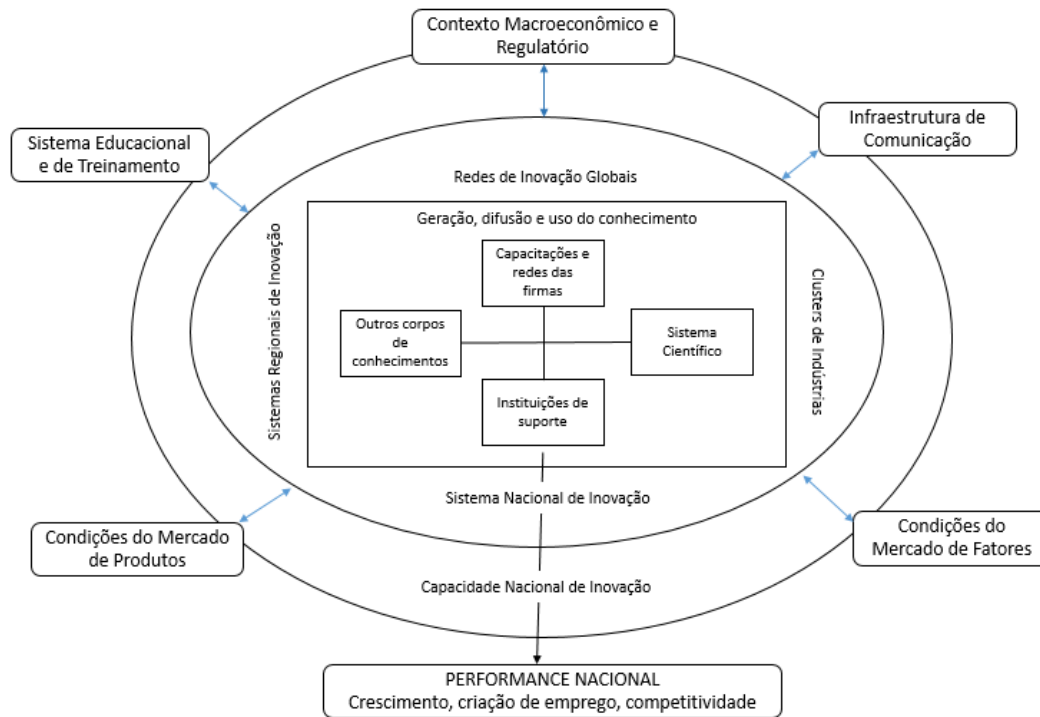 Contexto Macroeconômico e
Regulatório
Sistema Educacional
e de Treinamento
Infraestrutura de
Comunicação
Redes de Inovação Globais
Sistemas Regionais de Inovação
Geração, difusão e uso do conhecimento
Capacitações e
redes das
firmas
Outros corpos
de
conhecimentos
Sistema
Científico
Instituições de
suporte
Clusters de Indústrias
Sistema Nacional de Inovação
Condições do Mercado
de Produtos
Condições do
Mercado de Fatores
Capacidade Nacional de Inovação
PERFORMANCE NACIONAL
Crescimento, criação de emprego, competitividade